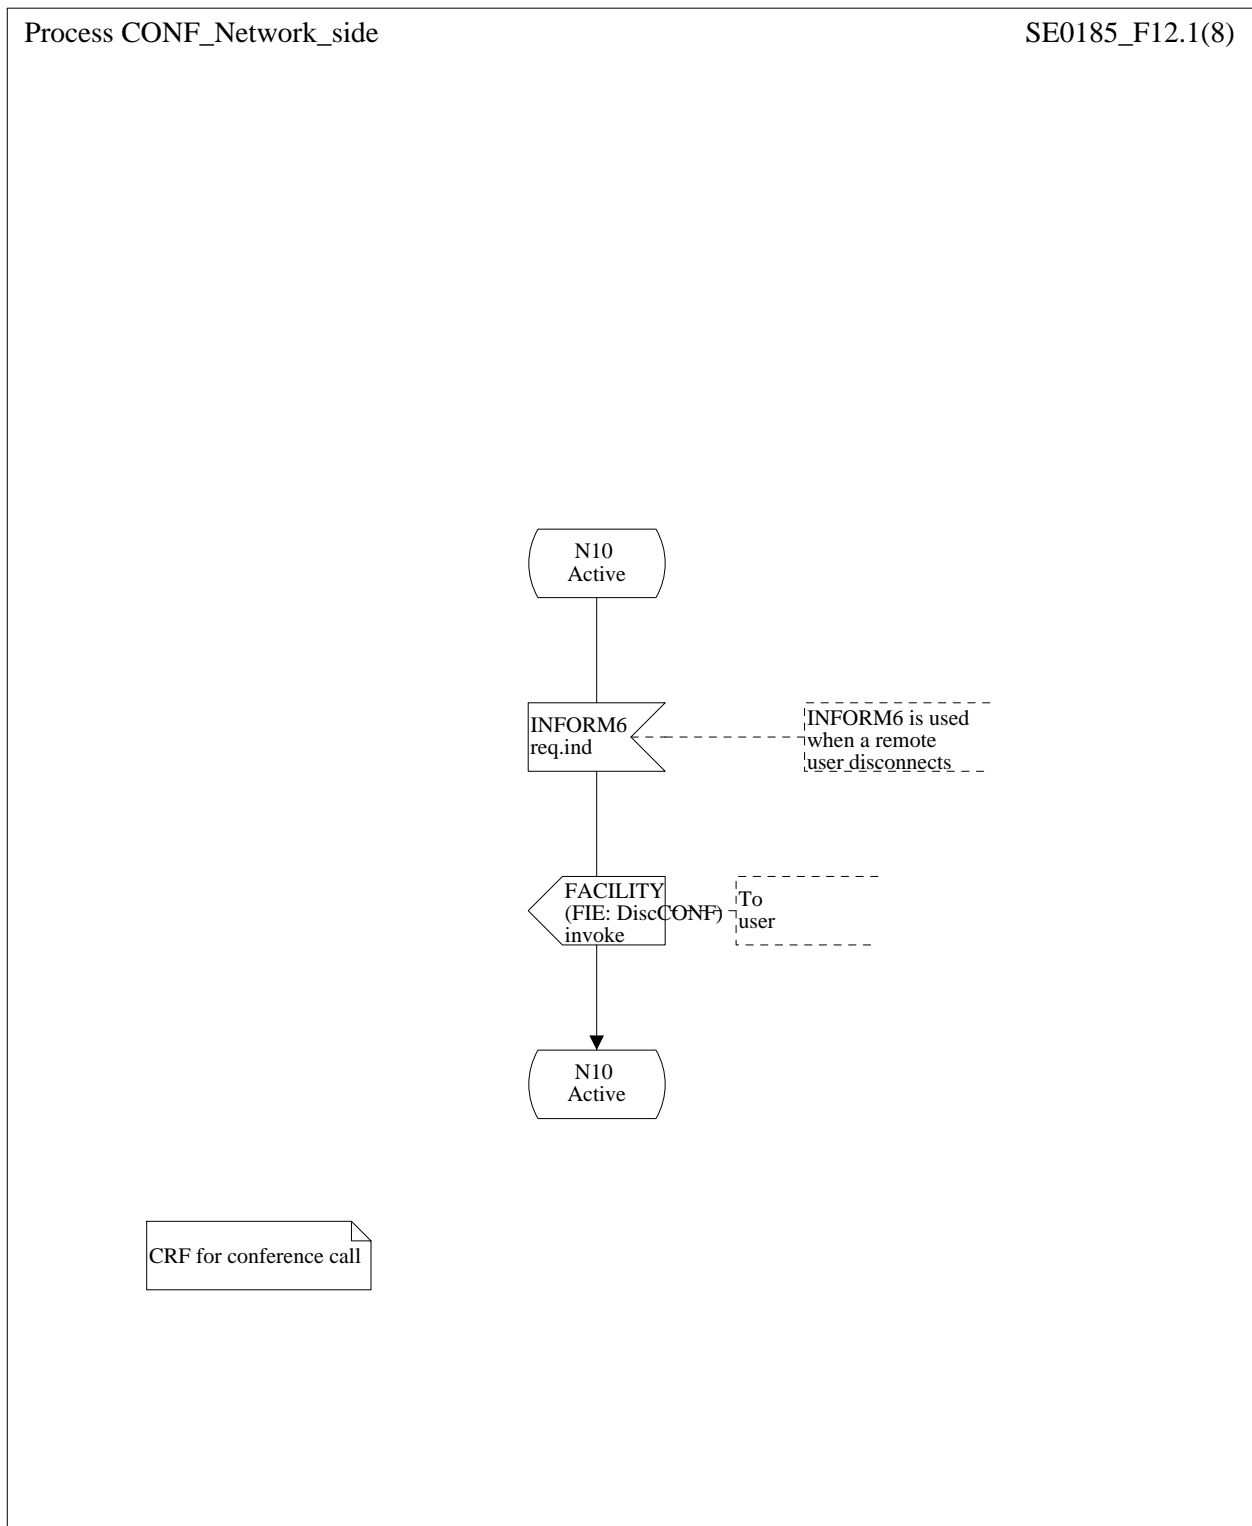 Process CONF_Network_side
SE0185_F12.1(8)
N10
Active
INFORM6
req.ind
INFORM6 is used
when a remote
user disconnects
FACILITY
(FIE: DiscCONF)
invoke
To
user
N10
Active
CRF for conference call